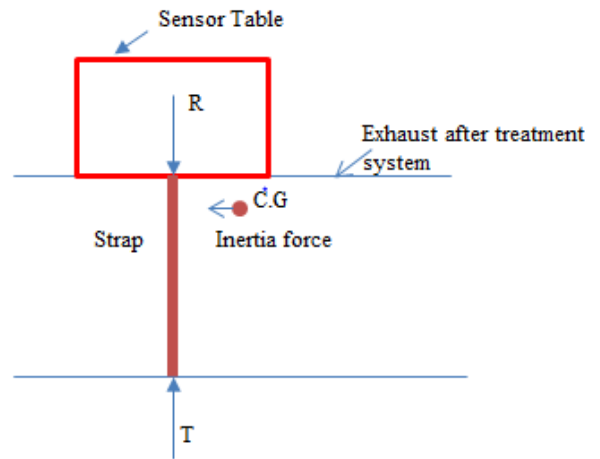 Sensor Table
R
Exhaust after treatment
system
C.G
Strap
Inertia force
T